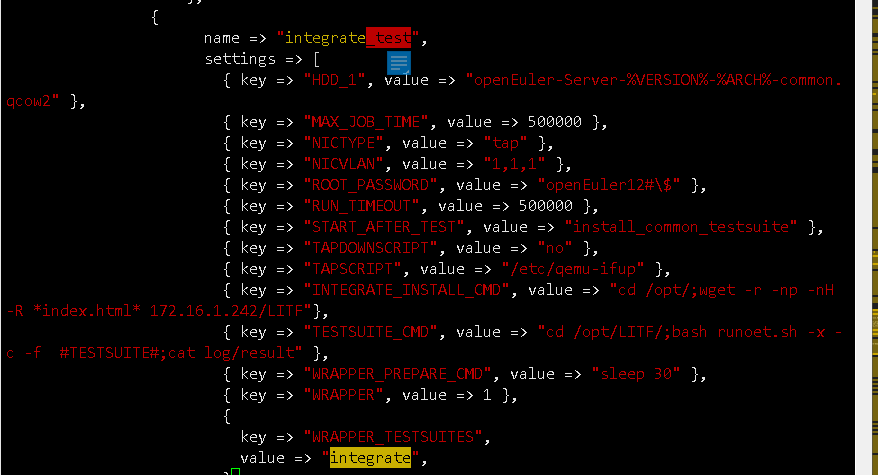 },
{
name => "integrate_test",
settings => [
{ key => "HDD_1", value => "openEuler-Server-%VERSION%-%ARCH%-common.
qcow2" },
{ key => "MAX_JOB_TIME", value => 500000 },
{ key => "NICTYPE", value => "tap" },
{ key => "NICVLAN", value => "1,1,1" },
{ key => "ROOT_PASSWORD", value => "openEuler12#\$" },
{ key => "RUN_TIMEOUT", value => 500000 },
{ key => "START_AFTER_TEST", value => "install_common_testsuite" },
{ key => "TAPDOWNSCRIPT", value => "no" },
{ key => "TAPSCRIPT", value => "/etc/qemu-ifup" },
{ key => "INTEGRATE_INSTALL_CMD", value => "cd /opt/;wget -r -np -nH
-R *index.html* 172.16.1.242/LITF"},
{ key => "TESTSUITE_CMD", value => "cd /opt/LITF/;bash runoet.sh -x -
c -f  #TESTSUITE#;cat log/result" },
{ key => "WRAPPER_PREPARE_CMD", value => "sleep 30" },
{ key => "WRAPPER", value => 1 },
{
key => "WRAPPER_TESTSUITES",
value => "integrate",